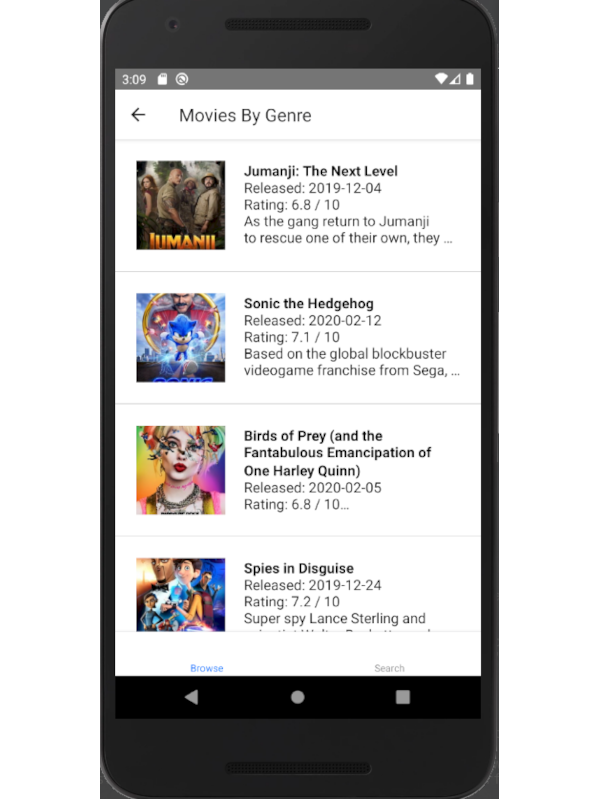 3:09
Movies By Genre
JUMANJI
Jumanji: The Next Level
Released: 2019-12-04
Rating: 6.8 / 10
As the gang return to Jumanji
to rescue one of their own, they ...
Sonic the Hedgehog
Released: 2020-02-12
Rating: 7.1 / 10
Based on the global blockbuster
videogame franchise from Sega, ...
Birds of Prey (and the
Fantabulous Emancipation of
One Harley Quinn)
Released: 2020-02-05
Rating: 6.8 / 10...
Spies in Disguise
Released: 2019-12-24
Rating: 7.2 / 10
Super spy Lance Sterling and
Browse
Search